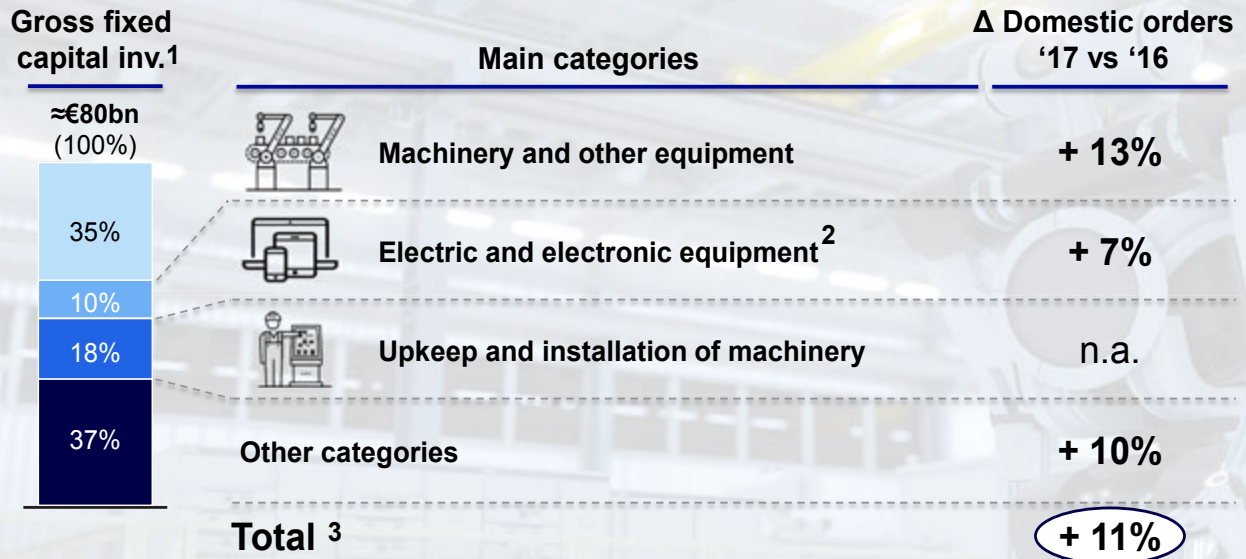 Gross fixed
capital inv.1
Main categories
Δ Domestic orders
‘17 vs ‘16
≈€80bn
(100%)
35%
Machinery and other equipment
+ 13%
10%
Electric and electronic equipment2
+ 7%
18%
Upkeep and installation of machinery
n.a.
37%
Other categories
+ 10%
Total 3
+ 11%